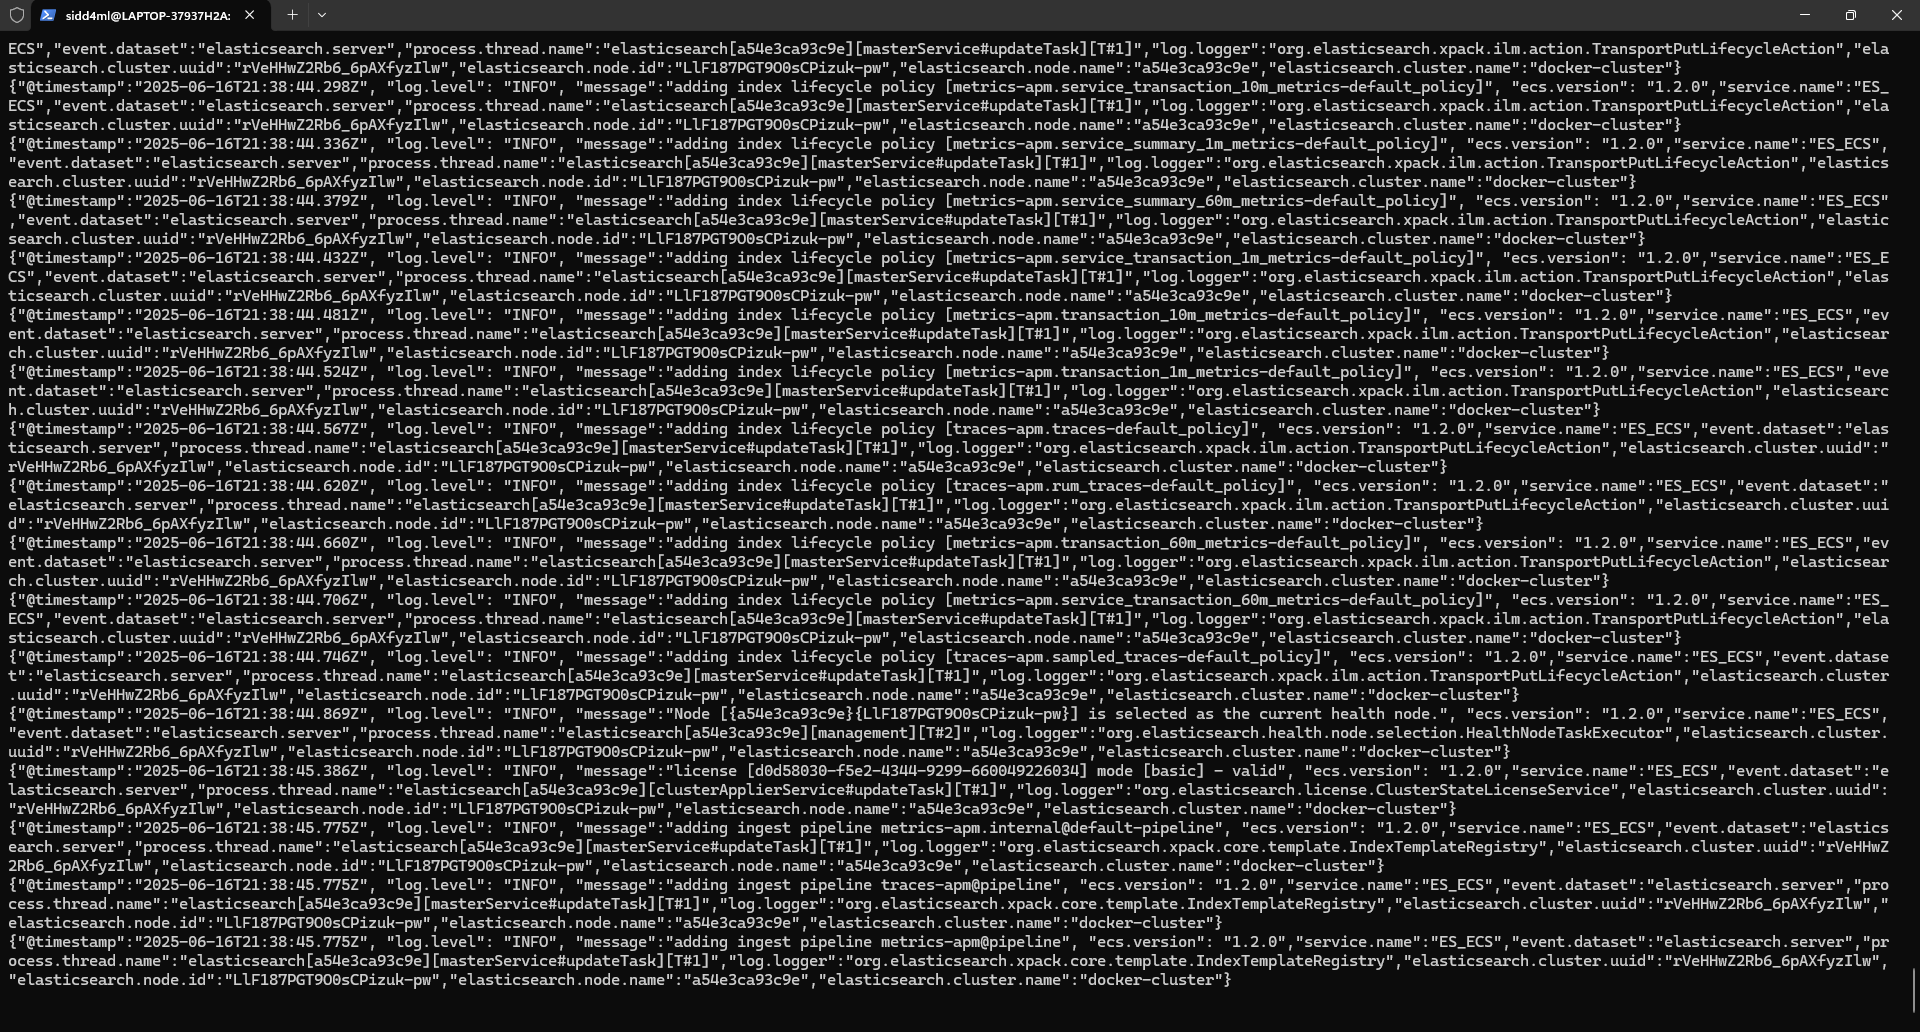 sidd4ml@LAPTOP-37937H2A:
ECS","event.dataset":"elasticsearch.server","process.thread.name":"elasticsearch[a54e3ca93c9e][masterService#updateTask][T#1]","log.logger":"org.elasticsearch.xpack.ilm.action.TransportPutLifecycleAction","ela
sticsearch.cluster.uuid":"rVeHHwZ2Rb6_6pAXfyzIlw","elasticsearch.node.id":"LlF187PGT9O0sCPizuk-pw","elasticsearch.node.name":"a54e3ca93c9e","elasticsearch.cluster.name":"docker-cluster"}
{"@timestamp":"2025-06-16T21:38:44.298Z", "log.level": "INFO", "message":"adding index lifecycle policy [metrics-apm.service_transaction_10m_metrics-default_policy]", "ecs.version": "1.2.0","service.name":"ES_
ECS","event.dataset":"elasticsearch.server","process.thread.name":"elasticsearch[a54e3ca93c9e][masterService#updateTask][T#1]","log.logger":"org.elasticsearch.xpack.ilm.action.TransportPutLifecycleAction","ela
sticsearch.cluster.uuid":"rVeHHwZ2Rb6_6pAXfyzIlw","elasticsearch.node.id":"LlF187PGT9O0sCPizuk-pw","elasticsearch.node.name":"a54e3ca93c9e","elasticsearch.cluster.name":"docker-cluster"}
{"@timestamp":"2025-06-16T21:38:44.336Z", "log.level": "INFO", "message":"adding index lifecycle policy [metrics-apm.service_summary_1m_metrics-default_policy]", "ecs.version": "1.2.0","service.name":"ES_ECS",
"event.dataset":"elasticsearch.server","process.thread.name":"elasticsearch[a54e3ca93c9e][masterService#updateTask][T#1]","log.logger":"org.elasticsearch.xpack.ilm.action.TransportPutLifecycleAction","elastics
earch.cluster.uuid":"rVeHHwZ2Rb6_6pAXfyzIlw","elasticsearch.node.id":"LlF187PGT9O0sCPizuk-pw","elasticsearch.node.name":"a54e3ca93c9e","elasticsearch.cluster.name":"docker-cluster"}
{"@timestamp":"2025-06-16T21:38:44.379Z", "log.level": "INFO", "message":"adding index lifecycle policy [metrics-apm.service_summary_60m_metrics-default_policy]", "ecs.version": "1.2.0","service.name":"ES_ECS"
,"event.dataset":"elasticsearch.server","process.thread.name":"elasticsearch[a54e3ca93c9e][masterService#updateTask][T#1]","log.logger":"org.elasticsearch.xpack.ilm.action.TransportPutLifecycleAction","elastic
search.cluster.uuid":"rVeHHwZ2Rb6_6pAXfyzIlw","elasticsearch.node.id":"LlF187PGT9O0sCPizuk-pw","elasticsearch.node.name":"a54e3ca93c9e","elasticsearch.cluster.name":"docker-cluster"}
{"@timestamp":"2025-06-16T21:38:44.432Z", "log.level": "INFO", "message":"adding index lifecycle policy [metrics-apm.service_transaction_1m_metrics-default_policy]", "ecs.version": "1.2.0","service.name":"ES_E
CS","event.dataset":"elasticsearch.server","process.thread.name":"elasticsearch[a54e3ca93c9e][masterService#updateTask][T#1]","log.logger":"org.elasticsearch.xpack.ilm.action.TransportPutLifecycleAction","elas
ticsearch.cluster.uuid":"rVeHHwZ2Rb6_6pAXfyzIlw","elasticsearch.node.id":"LlF187PGT9O0sCPizuk-pw","elasticsearch.node.name":"a54e3ca93c9e","elasticsearch.cluster.name":"docker-cluster"}
{"@timestamp":"2025-06-16T21:38:44.481Z", "log.level": "INFO", "message":"adding index lifecycle policy [metrics-apm.transaction_10m_metrics-default_policy]", "ecs.version": "1.2.0","service.name":"ES_ECS","ev
ent.dataset":"elasticsearch.server","process.thread.name":"elasticsearch[a54e3ca93c9e][masterService#updateTask][T#1]","log.logger":"org.elasticsearch.xpack.ilm.action.TransportPutLifecycleAction","elasticsear
ch.cluster.uuid":"rVeHHwZ2Rb6_6pAXfyzIlw","elasticsearch.node.id":"LlF187PGT9O0sCPizuk-pw","elasticsearch.node.name":"a54e3ca93c9e","elasticsearch.cluster.name":"docker-cluster"}
{"@timestamp":"2025-06-16T21:38:44.524Z", "log.level": "INFO", "message":"adding index lifecycle policy [metrics-apm.transaction_1m_metrics-default_policy]", "ecs.version": "1.2.0","service.name":"ES_ECS","eve
nt.dataset":"elasticsearch.server","process.thread.name":"elasticsearch[a54e3ca93c9e][masterService#updateTask][T#1]","log.logger":"org.elasticsearch.xpack.ilm.action.TransportPutLifecycleAction","elasticsearc
h.cluster.uuid":"rVeHHwZ2Rb6_6pAXfyzIlw","elasticsearch.node.id":"LlF187PGT9O0sCPizuk-pw","elasticsearch.node.name":"a54e3ca93c9e","elasticsearch.cluster.name":"docker-cluster"}
{"@timestamp":"2025-06-16T21:38:44.567Z", "log.level": "INFO", "message":"adding index lifecycle policy [traces-apm.traces-default_policy]", "ecs.version": "1.2.0","service.name":"ES_ECS","event.dataset":"elas
ticsearch.server","process.thread.name":"elasticsearch[a54e3ca93c9e][masterService#updateTask][T#1]","log.logger":"org.elasticsearch.xpack.ilm.action.TransportPutLifecycleAction","elasticsearch.cluster.uuid":"
rVeHHwZ2Rb6_6pAXfyzIlw","elasticsearch.node.id":"LlF187PGT9O0sCPizuk-pw","elasticsearch.node.name":"a54e3ca93c9e","elasticsearch.cluster.name":"docker-cluster"}
{"@timestamp":"2025-06-16T21:38:44.620Z", "log.level": "INFO", "message":"adding index lifecycle policy [traces-apm.rum_traces-default_policy]", "ecs.version": "1.2.0","service.name":"ES_ECS","event.dataset":"
elasticsearch.server","process.thread.name":"elasticsearch[a54e3ca93c9e][masterService#updateTask][T#1]","log.logger":"org.elasticsearch.xpack.ilm.action.TransportPutLifecycleAction","elasticsearch.cluster.uui
d":"rVeHHwZ2Rb6_6pAXfyzIlw","elasticsearch.node.id":"LlF187PGT9O0sCPizuk-pw","elasticsearch.node.name":"a54e3ca93c9e","elasticsearch.cluster.name":"docker-cluster"}
{"@timestamp":"2025-06-16T21:38:44.660Z", "log.level": "INFO", "message":"adding index lifecycle policy [metrics-apm.transaction_60m_metrics-default_policy]", "ecs.version": "1.2.0","service.name":"ES_ECS","ev
ent.dataset":"elasticsearch.server","process.thread.name":"elasticsearch[a54e3ca93c9e][masterService#updateTask][T#1]","log.logger":"org.elasticsearch.xpack.ilm.action.TransportPutLifecycleAction","elasticsear
ch.cluster.uuid":"rVeHHwZ2Rb6_6pAXfyzIlw","elasticsearch.node.id":"LlF187PGT9O0sCPizuk-pw","elasticsearch.node.name":"a54e3ca93c9e","elasticsearch.cluster.name":"docker-cluster"}
{"@timestamp":"2025-06-16T21:38:44.706Z", "log.level": "INFO", "message":"adding index lifecycle policy [metrics-apm.service_transaction_60m_metrics-default_policy]", "ecs.version": "1.2.0","service.name":"ES_
ECS","event.dataset":"elasticsearch.server","process.thread.name":"elasticsearch[a54e3ca93c9e][masterService#updateTask][T#1]","log.logger":"org.elasticsearch.xpack.ilm.action.TransportPutLifecycleAction","ela
sticsearch.cluster.uuid":"rVeHHwZ2Rb6_6pAXfyzIlw","elasticsearch.node.id":"LlF187PGT9O0sCPizuk-pw","elasticsearch.node.name":"a54e3ca93c9e","elasticsearch.cluster.name":"docker-cluster"}
{"@timestamp":"2025-06-16T21:38:44.746Z", "log.level": "INFO", "message":"adding index lifecycle policy [traces-apm.sampled_traces-default_policy]", "ecs.version": "1.2.0","service.name":"ES_ECS","event.datase
t":"elasticsearch.server","process.thread.name":"elasticsearch[a54e3ca93c9e][masterService#updateTask][T#1]","log.logger":"org.elasticsearch.xpack.ilm.action.TransportPutLifecycleAction","elasticsearch.cluster
.uuid":"rVeHHwZ2Rb6_6pAXfyzIlw","elasticsearch.node.id":"LlF187PGT9O0sCPizuk-pw","elasticsearch.node.name":"a54e3ca93c9e","elasticsearch.cluster.name":"docker-cluster"}
{"@timestamp":"2025-06-16T21:38:44.869Z", "log.level": "INFO", "message":"Node [{a54e3ca93c9e}{LlF187PGT9O0sCPizuk-pw}] is selected as the current health node.", "ecs.version": "1.2.0","service.name":"ES_ECS",
"event.dataset":"elasticsearch.server","process.thread.name":"elasticsearch[a54e3ca93c9e][management][T#2]","log.logger":"org.elasticsearch.health.node.selection.HealthNodeTaskExecutor","elasticsearch.cluster.
uuid":"rVeHHwZ2Rb6_6pAXfyzIlw","elasticsearch.node.id":"LlF187PGT9O0sCPizuk-pw","elasticsearch.node.name":"a54e3ca93c9e","elasticsearch.cluster.name":"docker-cluster"}
{"@timestamp":"2025-06-16T21:38:45.386Z", "log.level": "INFO", "message":"license [d0d58030-f5e2-4344-9299-660049226034] mode [basic] - valid", "ecs.version": "1.2.0","service.name":"ES_ECS","event.dataset":"e
lasticsearch.server","process.thread.name":"elasticsearch[a54e3ca93c9e][clusterApplierService#updateTask][T#1]","log.logger":"org.elasticsearch.license.ClusterStateLicenseService","elasticsearch.cluster.uuid":
"rVeHHwZ2Rb6_6pAXfyzIlw","elasticsearch.node.id":"LlF187PGT9O0sCPizuk-pw","elasticsearch.node.name":"a54e3ca93c9e","elasticsearch.cluster.name":"docker-cluster"}
{"@timestamp":"2025-06-16T21:38:45.775Z", "log.level": "INFO", "message":"adding ingest pipeline metrics-apm.internal@default-pipeline", "ecs.version": "1.2.0","service.name":"ES_ECS","event.dataset":"elastics
earch.server","process.thread.name":"elasticsearch[a54e3ca93c9e][masterService#updateTask][T#1]","log.logger":"org.elasticsearch.xpack.core.template.IndexTemplateRegistry","elasticsearch.cluster.uuid":"rVeHHwZ
2Rb6_6pAXfyzIlw","elasticsearch.node.id":"LlF187PGT9O0sCPizuk-pw","elasticsearch.node.name":"a54e3ca93c9e","elasticsearch.cluster.name":"docker-cluster"}
{"@timestamp":"2025-06-16T21:38:45.775Z", "log.level": "INFO", "message":"adding ingest pipeline traces-apm@pipeline", "ecs.version": "1.2.0","service.name":"ES_ECS","event.dataset":"elasticsearch.server","pro
cess.thread.name":"elasticsearch[a54e3ca93c9e][masterService#updateTask][T#1]","log.logger":"org.elasticsearch.xpack.core.template.IndexTemplateRegistry","elasticsearch.cluster.uuid":"rVeHHwZ2Rb6_6pAXfyzIlw","
elasticsearch.node.id":"LlF187PGT9O0sCPizuk-pw","elasticsearch.node.name":"a54e3ca93c9e","elasticsearch.cluster.name":"docker-cluster"}
{"@timestamp":"2025-06-16T21:38:45.775Z", "log.level": "INFO", "message":"adding ingest pipeline metrics-apm@pipeline", "ecs.version": "1.2.0","service.name":"ES_ECS","event.dataset":"elasticsearch.server","pr
ocess.thread.name":"elasticsearch[a54e3ca93c9e][masterService#updateTask][T#1]","log.logger":"org.elasticsearch.xpack.core.template.IndexTemplateRegistry","elasticsearch.cluster.uuid":"rVeHHwZ2Rb6_6pAXfyzIlw",
"elasticsearch.node.id":"LlF187PGT9O0sCPizuk-pw","elasticsearch.node.name":"a54e3ca93c9e","elasticsearch.cluster.name":"docker-cluster"}